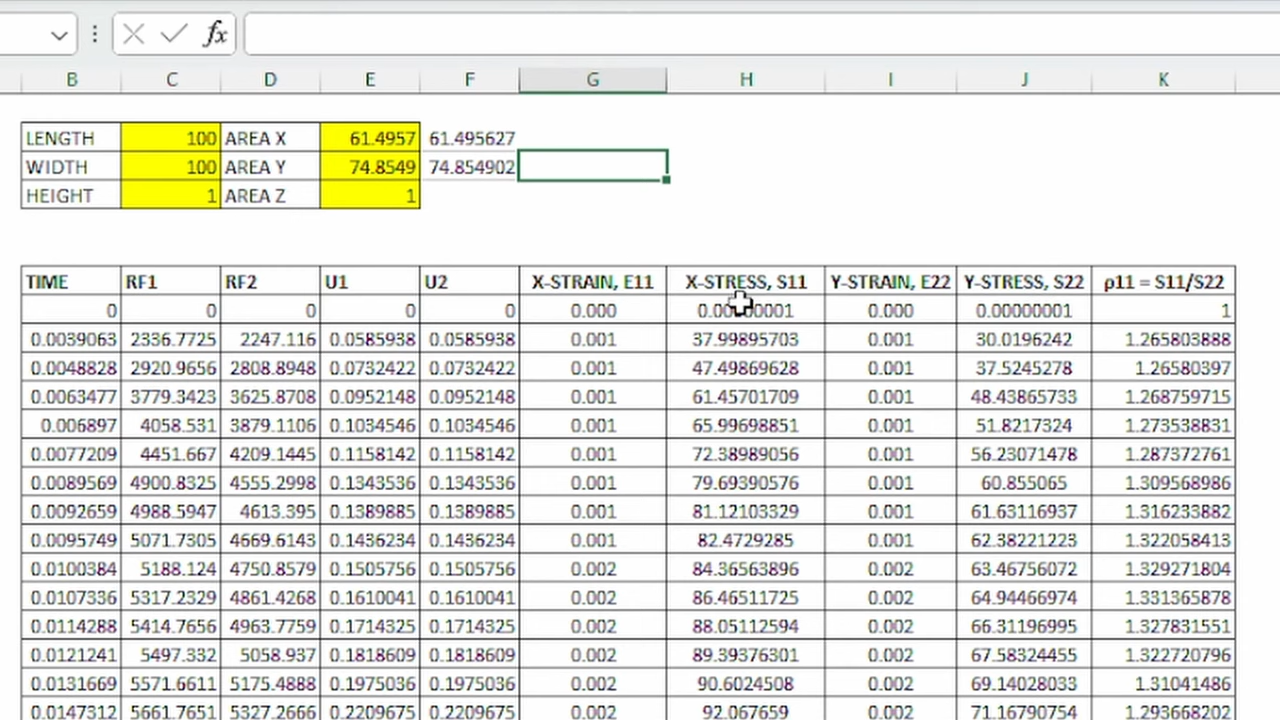 fx
B C D E F G H I J K
LENGTH 100 AREA X 61.4957 61.495627
WIDTH 100 AREA Y 74.8549 74.854902
HEIGHT 1 AREA Z 1
TIME RF1 RF2 U1 U2 X-STRAIN, E11 X-STRESS, S11 Y-STRAIN, E22 Y-STRESS, S22 ρ11 = S11/S22
0 0 0 0 0 0.000 0.000 0.00000001 1
0.0039063 2336.7725 2247.116 0.0585938 0.0585938 0.001 37.99895703 0.001 30.0196242 1.265803888
0.0048828 2920.9656 2808.8948 0.0732422 0.0732422 0.001 47.49869628 0.001 37.5245278 1.26580397
0.0063477 3779.3423 3625.8708 0.0952148 0.0952148 0.001 61.45701709 0.001 48.43865733 1.268759715
0.006897 4058.531 3879.1106 0.1034546 0.1034546 0.001 65.99698851 0.001 51.8217324 1.273538831
0.0077209 4451.667 4209.1445 0.1158142 0.1158142 0.001 72.38989056 0.001 56.23071478 1.287372761
0.0089569 4900.8325 4555.2998 0.1343536 0.1343536 0.001 79.69390576 0.001 60.855065 1.309568986
0.0092659 4988.5947 4613.395 0.1389885 0.1389885 0.001 81.12103329 0.001 61.63116937 1.316233882
0.0095749 5071.7305 4669.6143 0.1436234 0.1436234 0.001 82.4729285 0.001 62.38221223 1.322058413
0.0100384 5188.124 4750.8579 0.1505756 0.1505756 0.002 84.36563896 0.002 63.46756072 1.329271804
0.0107336 5317.2329 4861.4268 0.1610041 0.1610041 0.002 86.46511725 0.002 64.94466974 1.331365878
0.0114288 5414.7656 4963.7759 0.1714325 0.1714325 0.002 88.05112594 0.002 66.31196995 1.327831551
0.0121241 5497.332 5058.937 0.1818609 0.1818609 0.002 89.39376301 0.002 67.58324455 1.322720796
0.0131669 5571.6611 5175.4888 0.1975036 0.1975036 0.002 90.6024508 0.002 69.14028033 1.31041486
0.0147312 5661.7651 5327.2666 0.2209675 0.2209675 0.002 92.067659 0.002 71.16790754 1.293668202